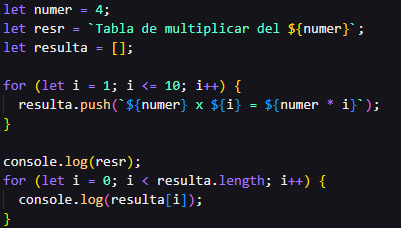 let numer = 4;
let resr = `Tabla de multiplicar del ${numer}`;
let resulta = [];
for (let i = 1; i <= 10; i++) {
  resulta.push(`${numer} x ${i} = ${numer * i}`);
}
console.log(resr);
for (let i = 0; i < resulta.length; i++) {
  console.log(resulta[i]);
}